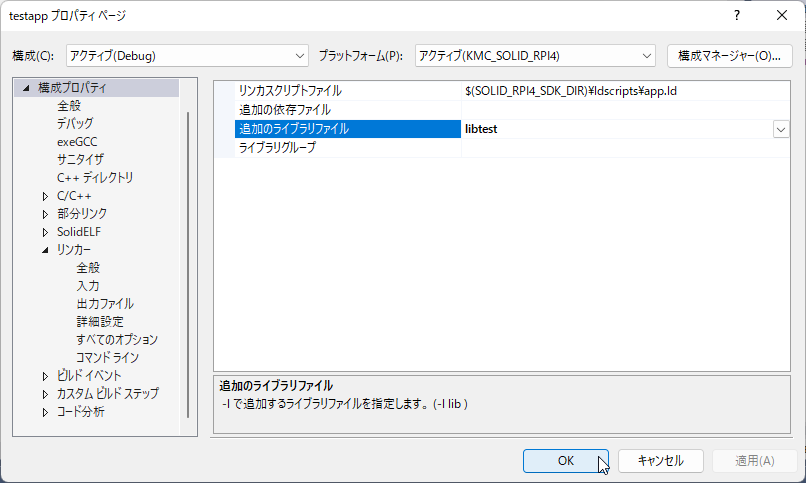 testapp プロパティ ページ
?
構成(C):
アクティブ(Debug)
プラットフォーム(P):
アクティブ(KMC_SOLID_RPI4)
構成マネージャー(O)...
構成プロパティ
全般
デバッグ
exeGCC
サニタイザ
C++ ディレクトリ
C/C++
部分リンク
SolidELF
リンカー
全般
入力
出力ファイル
詳細設定
すべてのオプション
コマンド ライン
ビルド イベント
カスタム ビルド ステップ
コード分析
リンカスクリプトファイル $(SOLID_RPI4_SDK_DIR)¥ldscripts¥app.ld
追加の依存ファイル
追加のライブラリファイル libtest
ライブラリグループ
追加のライブラリファイル
-l で追加するライブラリファイルを指定します。 (-l lib )
OK
キャンセル
適用(A)